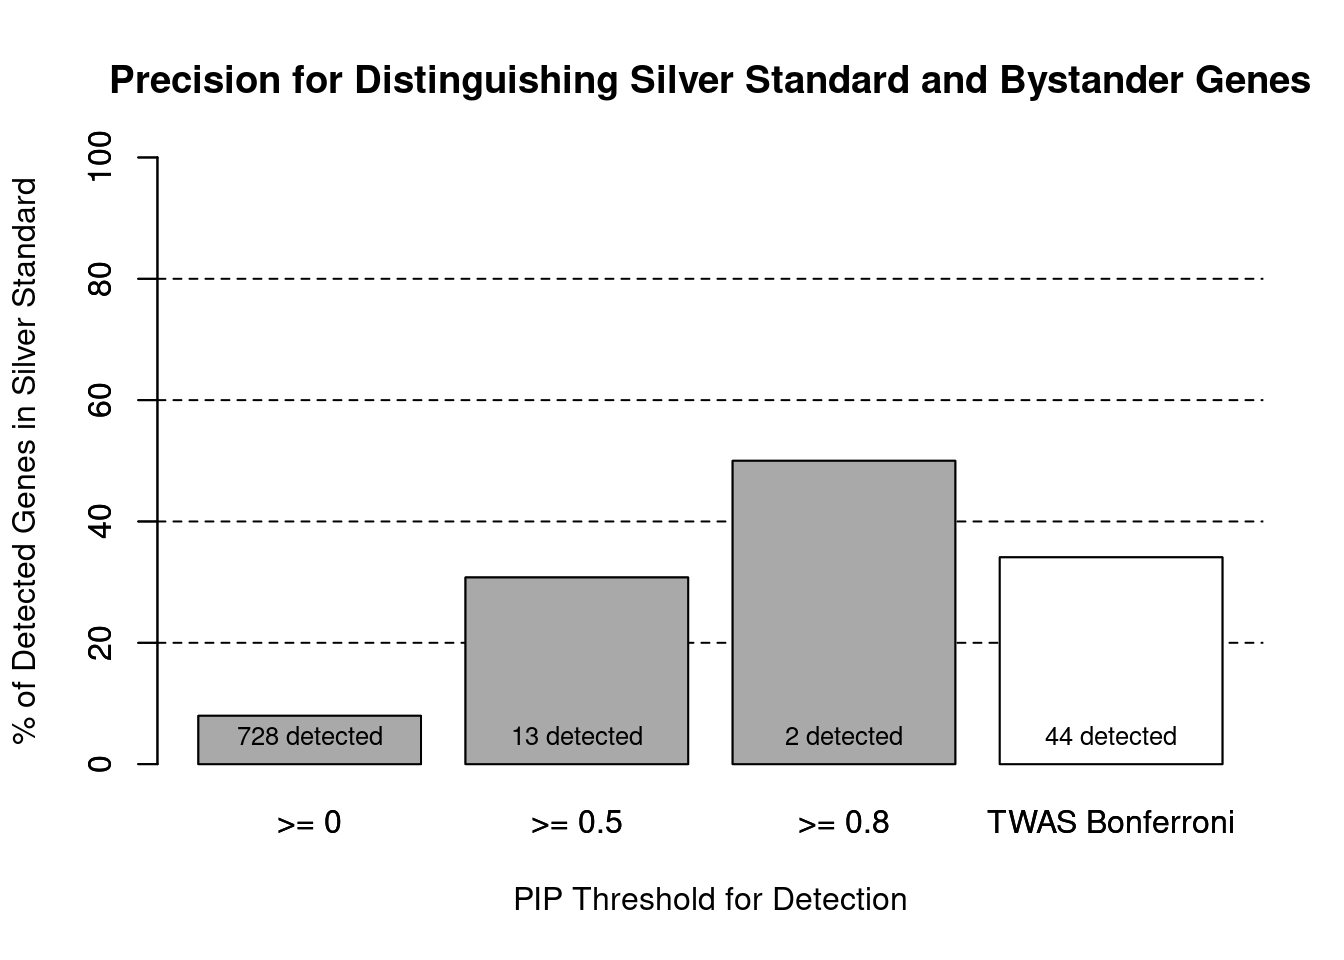 Precision for Distinguishing Silver Standard and Bystander Genes
% of Detected Genes in Silver Standard
100
80
60
40
20
0
728 detected
13 detected
2 detected
44 detected
>= 0
>= 0.5
>= 0.8
TWAS Bonferroni
PIP Threshold for Detection